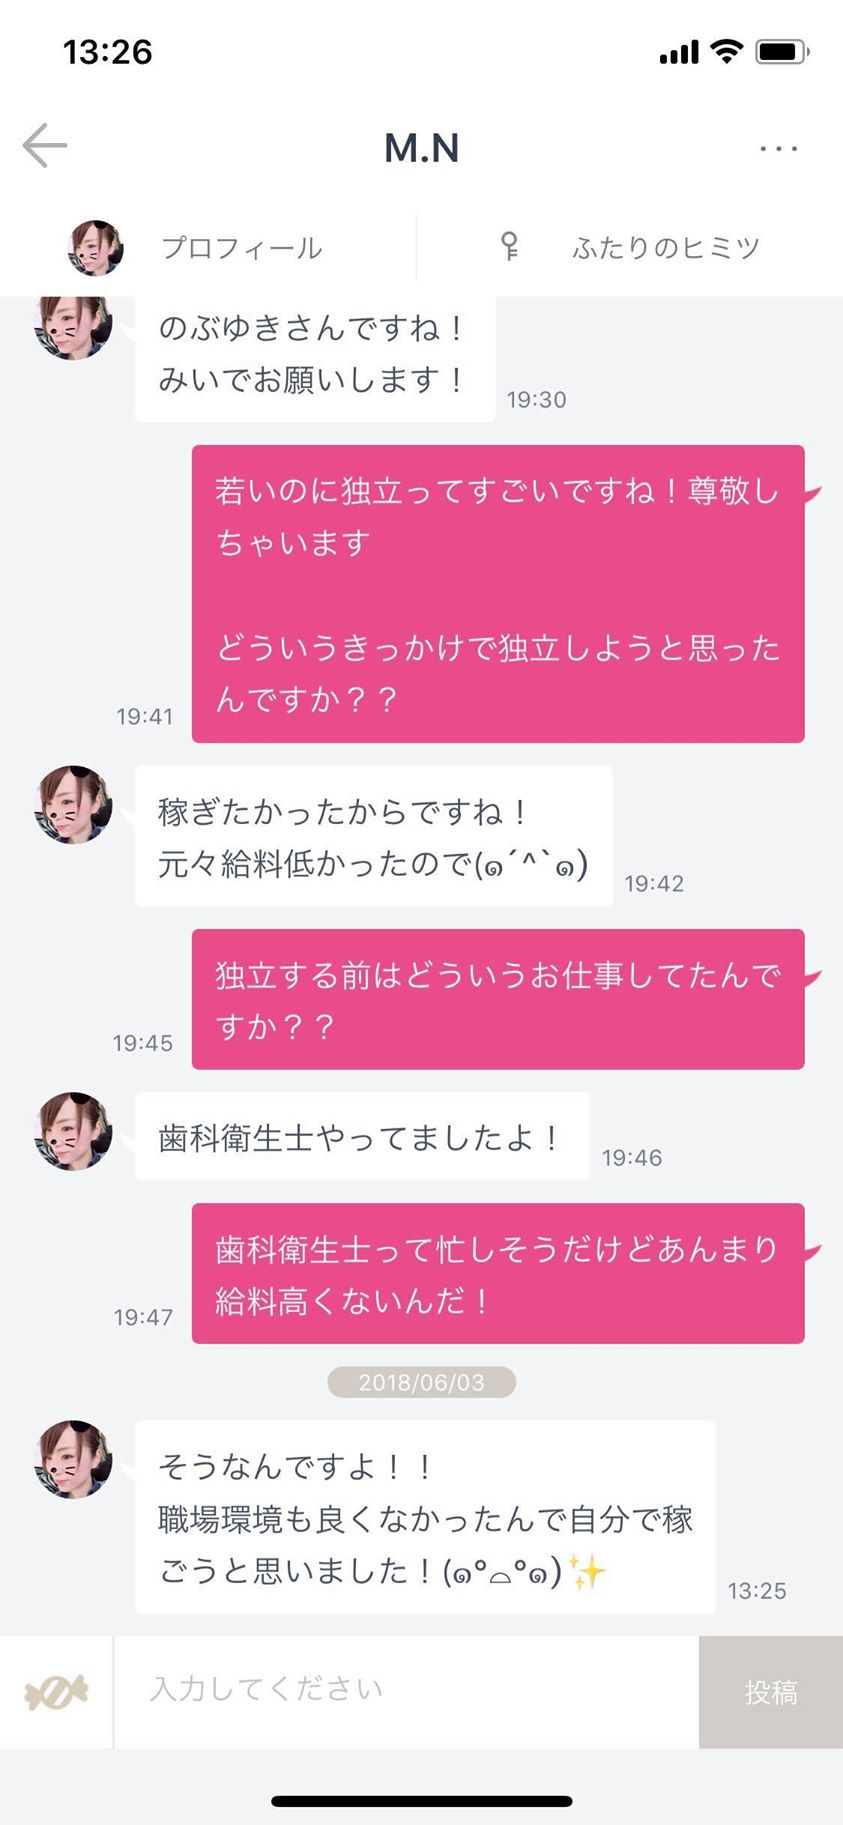 13:26
M.N
プロフィール
ふたりのヒミツ
のぶゆきさんですね！
みいでお願いします！
19:30
若いのに独立ってすごいですね！尊敬し
ちゃいます
どういうきっかけで独立しようと思った
んですか？？
19:41
稼ぎたかったからですね！
元々給料低かったので(๑´^`๑)
19:42
独立する前はどういうお仕事してたんで
すか？？
19:45
歯科衛生士やってましたよ！
19:46
歯科衛生士って忙しそうだけどあんまり
給料高くないんだ！
19:47
2018/06/03
そうなんですよ！！
職場環境も良くなかったんで自分で稼
ごうと思いました！(๑°⌓°๑)✨
13:25
入力してください
投稿